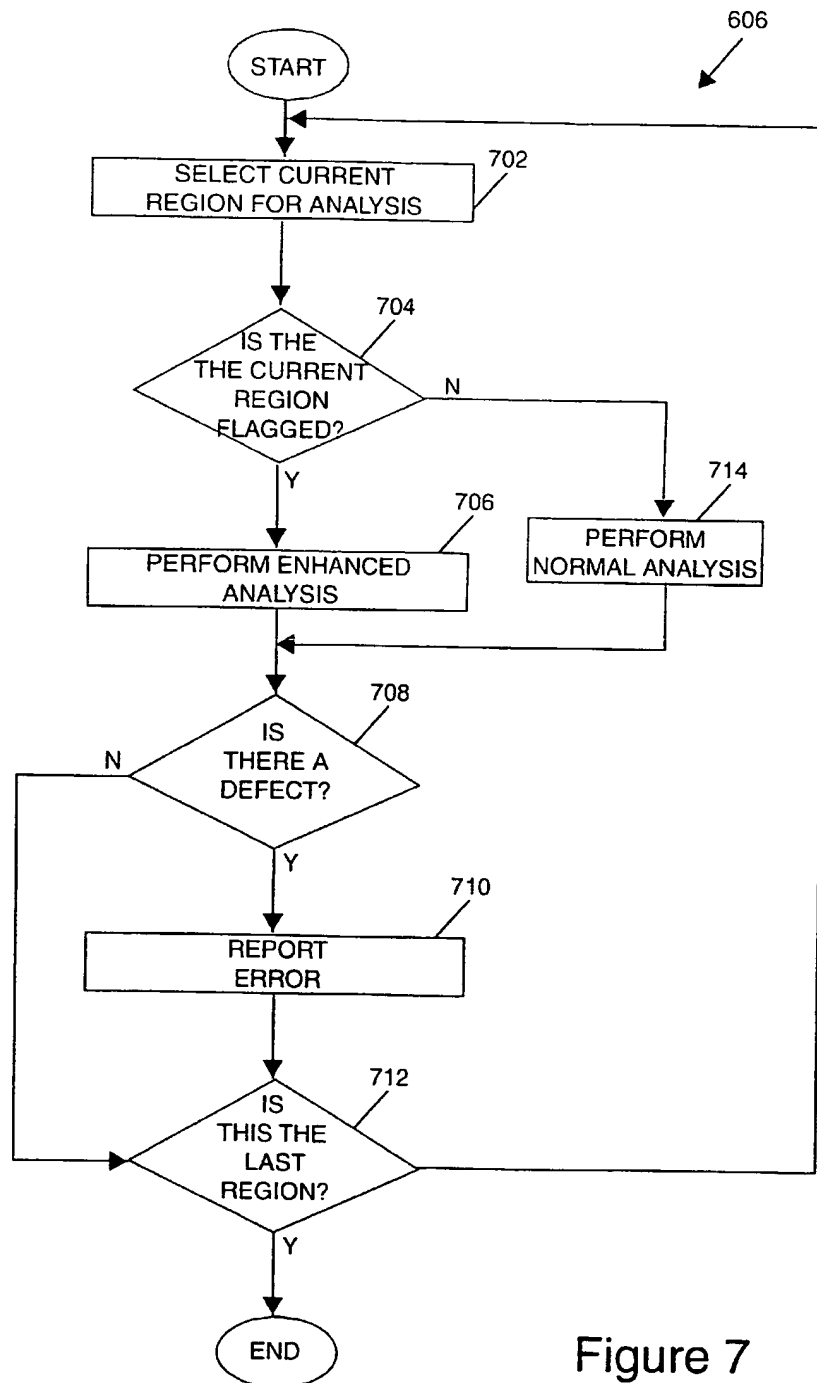 606
START
SELECT CURRENT
REGION FOR ANALYSIS
702
704
IS THE
THE CURRENT
REGION
FLAGGED?
N
Y
706
714
PERFORM ENHANCED
ANALYSIS
PERFORM
NORMAL ANALYSIS
708
IS
THERE A
DEFECT?
N
Y
710
REPORT
ERROR
712
IS
THIS THE
LAST
REGION?
Y
END
Figure 7